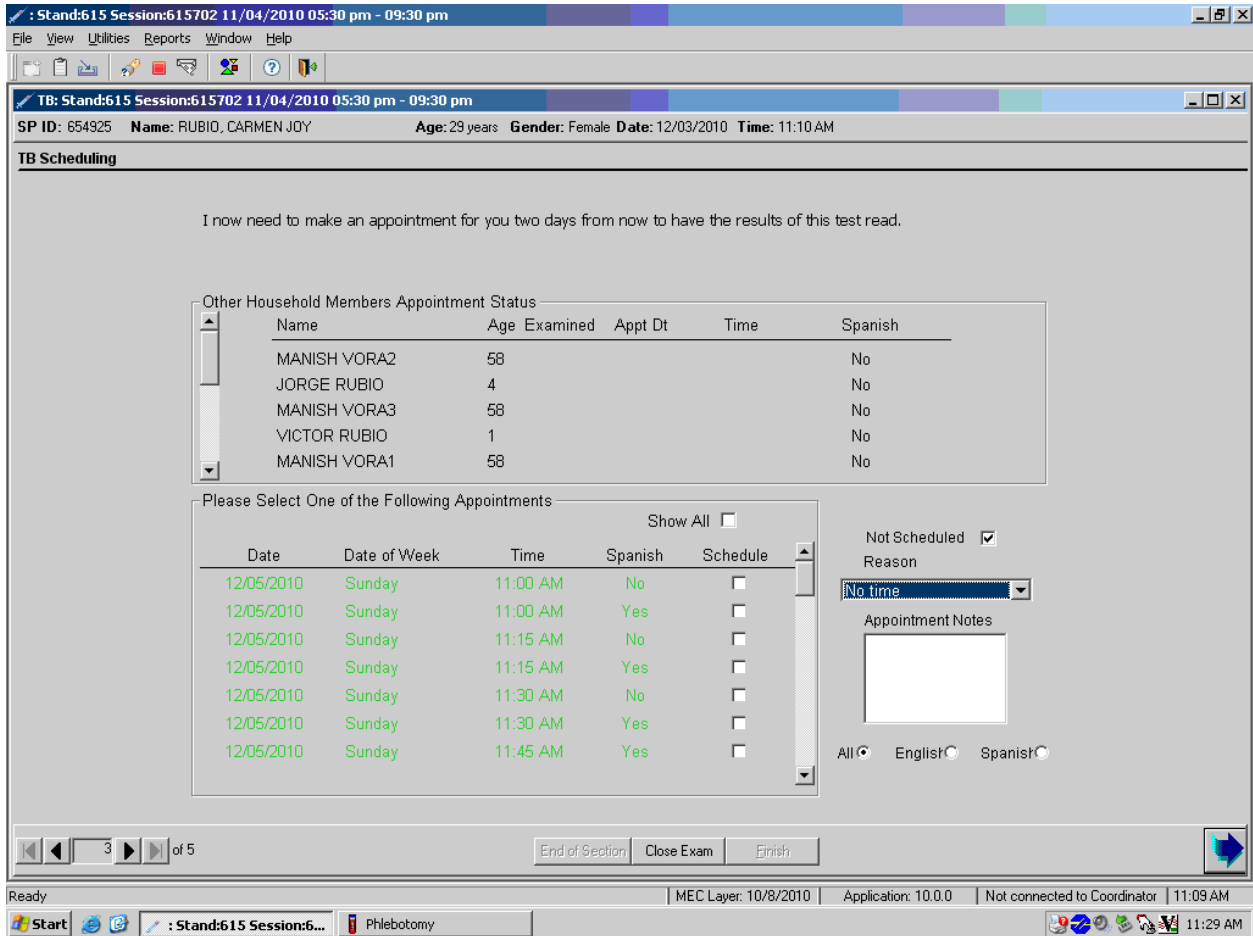 : Stand:615 Session:615702 11/04/2010 05:30 pm - 09:30 pm
File View Utilities Reports Window Help
TB: Stand:615 Session:615702 11/04/2010 05:30 pm - 09:30 pm
SP ID: 654925 Name: RUBIO, CARMEN JOY Age: 29 years Gender: Female Date: 12/03/2010 Time: 11:10 AM
TB Scheduling
I now need to make an appointment for you two days from now to have the results of this test read.
Other Household Members Appointment Status
Name Age Examined Appt Dt Time Spanish
MANISH VORA2 58 No
JORGE RUBIO 4 No
MANISH VORA3 58 No
VICTOR RUBIO 1 No
MANISH VORA1 58 No
Please Select One of the Following Appointments
Show All
Date Date of Week Time Spanish Schedule
12/05/2010 Sunday 11:00 AM No
12/05/2010 Sunday 11:00 AM Yes
12/05/2010 Sunday 11:15 AM No
12/05/2010 Sunday 11:15 AM Yes
12/05/2010 Sunday 11:30 AM No
12/05/2010 Sunday 11:30 AM Yes
12/05/2010 Sunday 11:45 AM Yes
Not Scheduled
Reason
No time
Appointment Notes
All English Spanish
3 of 5
End of Section Close Exam Finish
Ready MEC Layer: 10/8/2010 Application: 10.0.0 Not connected to Coordinator 11:09 AM
Start : Stand:615 Session:6... Phlebotomy 11:29 AM